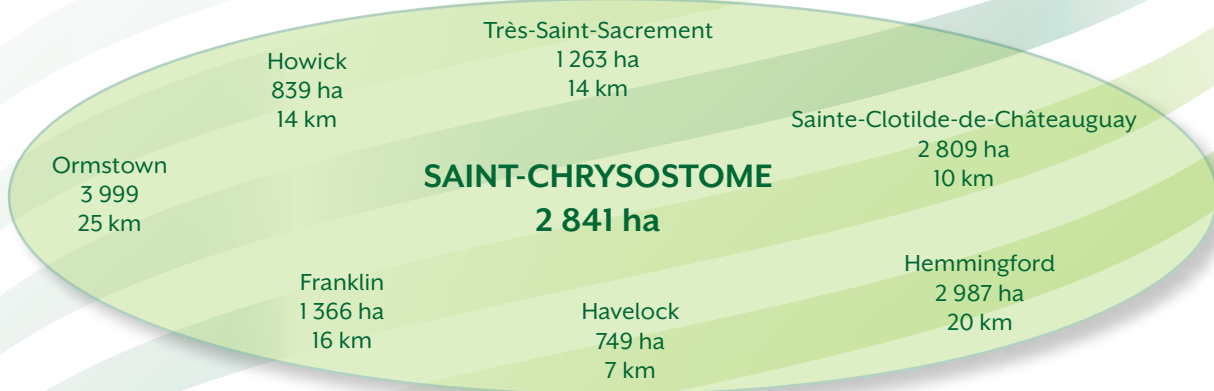 Très-Saint-Sacrement
1 263 ha
14 km
Howick
839 ha
14 km
Sainte-Clotilde-de-Châteauguay
2 809 ha
10 km
Ormstown
3 999
25 km
SAINT-CHRYSOSTOME
2 841 ha
Hemmingford
2 987 ha
20 km
Franklin
1 366 ha
16 km
Havelock
749 ha
7 km